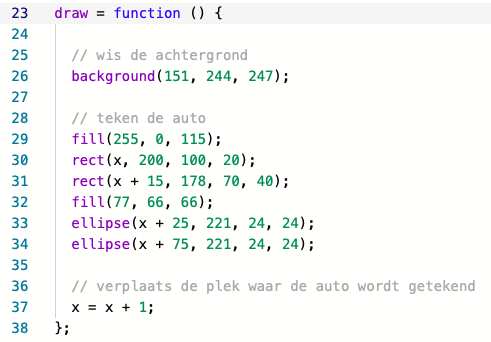 23 draw = function () {
24
25 // wis de achtergrond
26 background(151, 244, 247);
27
28 // teken de auto
29 fill(255, 0, 115);
30 rect(x, 200, 100, 20);
31 rect(x + 15, 178, 70, 40);
32 fill(77, 66, 66);
33 ellipse(x + 25, 221, 24, 24);
34 ellipse(x + 75, 221, 24, 24);
35
36 // verplaats de plek waar de auto wordt getekend
37 x = x + 1;
38 };